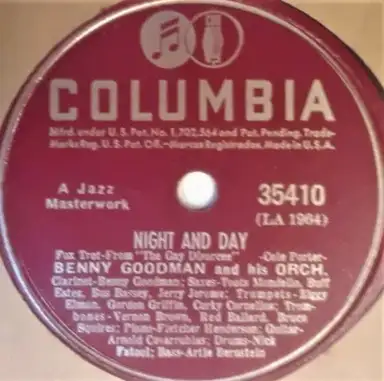 COLUMBIA
Mfrd. under U.S. Pat. No. 1,702,564 and Pat. Pending. Trade-
Marks Reg. U.S. Pat. Off.-Marcas Registradas. Made in U.S.A.
A Jazz
Masterwork
35410
(LA 1964)
NIGHT AND DAY
Fox Trot-From "The Gay Divorcee" -Cole Porter-
BENNY GOODMAN and his ORCH.
Clarinet-Benny Goodman; Saxes-Toots Mondello, Buff
Estes, Bus Bassey, Jerry Jerome; Trumpets-Ziggy
Elman, Gordon Griffin, Corky Cornelius; Trom-
bones-Vernon Brown, Red Ballard, Bruce
Squires; Piano-Fletcher Henderson; Guitar-
Arnold Covarrubias; Drums-Nick
Fatool; Bass-Artie Bernstein